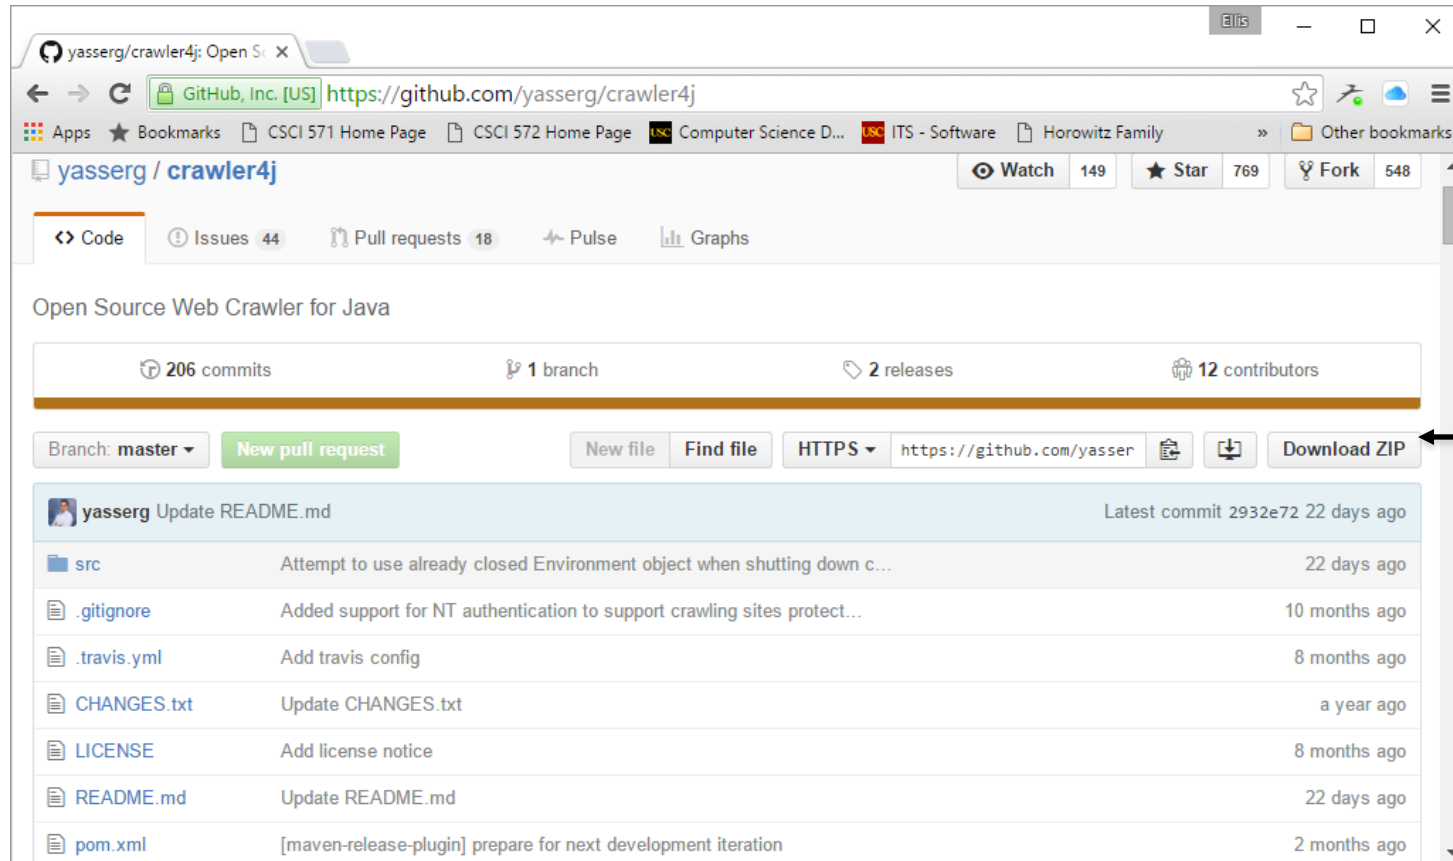 Ellis
yasserg/crawler4j: Open Sc
GitHub, Inc. [US] https://github.com/yasserg/crawler4j
Apps Bookmarks CSCI 571 Home Page CSCI 572 Home Page USC Computer Science D... USC ITS - Software Horowitz Family » Other bookmarks
yasserg / crawler4j Watch 149 Star 769 Fork 548
Code Issues 44 Pull requests 18 Pulse Graphs
Open Source Web Crawler for Java
206 commits 1 branch 2 releases 12 contributors
Branch: master New pull request New file Find file HTTPS https://github.com/yasser Download ZIP
yasserg Update README.md Latest commit 2932e72 22 days ago
src Attempt to use already closed Environment object when shutting down c... 22 days ago
.gitignore Added support for NT authentication to support crawling sites protect... 10 months ago
.travis.yml Add travis config 8 months ago
CHANGES.txt Update CHANGES.txt a year ago
LICENSE Add license notice 8 months ago
README.md Update README.md 22 days ago
pom.xml [maven-release-plugin] prepare for next development iteration 2 months ago